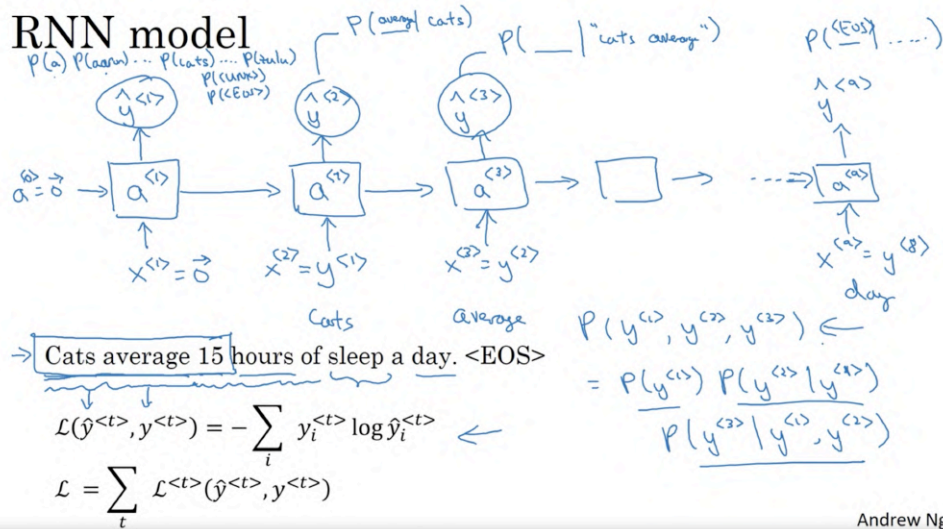 RNN model
P(average | cats)
P( ___ | "cats average")
P(<EOS> | ......)
P(a) P(aaron) ... P(cats) ... P(zulu)
P(<UNK>)
P(<EOS>)
ŷ<1> ŷ<2> ŷ<3> ŷ<9>
a<0>=0⃗ → a<1> → a<2> → a<3> → → ....⇒ a<9>
x<1>=0⃗ x<2>=y<1> x<3>=y<2> x<9>=y<8>
Cats average day
→ Cats average 15 hours of sleep a day. <EOS>
P(y<1>, y<2>, y<3>) ←
= P(y<1>) P(y<2>|y<1>)
P(y<3>|y<1>, y<2>)
ℒ(ŷ<t>, y<t>) = −∑ᵢ yᵢ<t> log ŷᵢ<t> ←
ℒ = ∑ₜ ℒ<t>(ŷ<t>, y<t>)
Andrew Ng